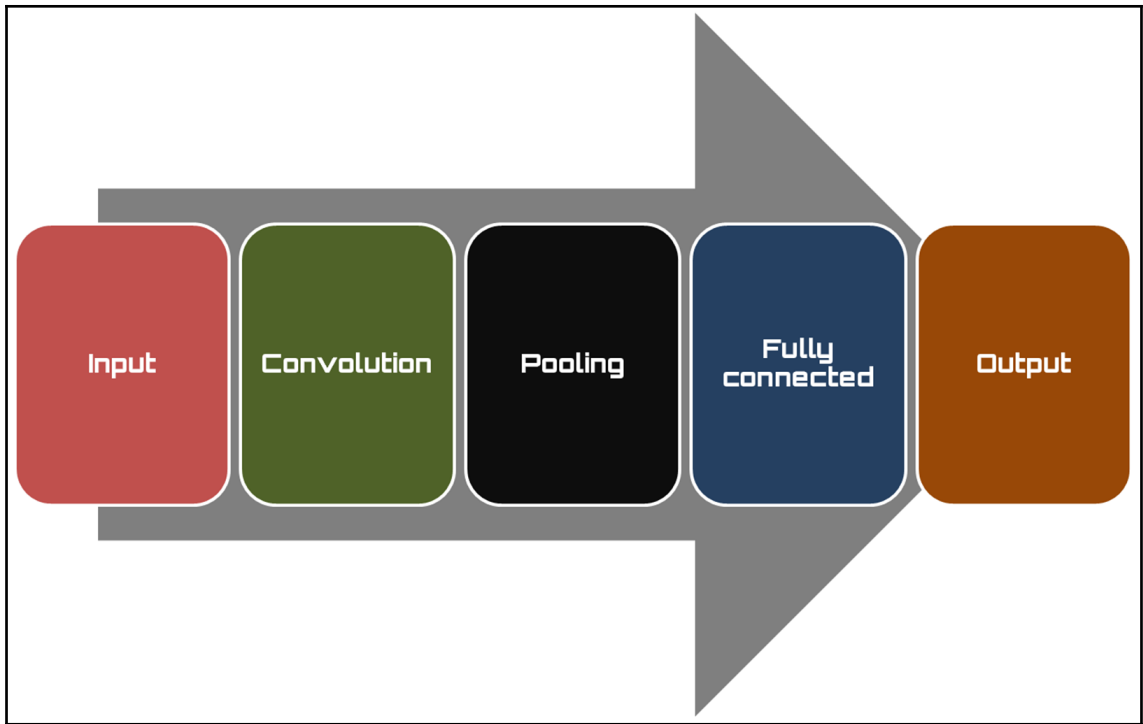 Input
Convolution
Pooling
Fully
connected
Output